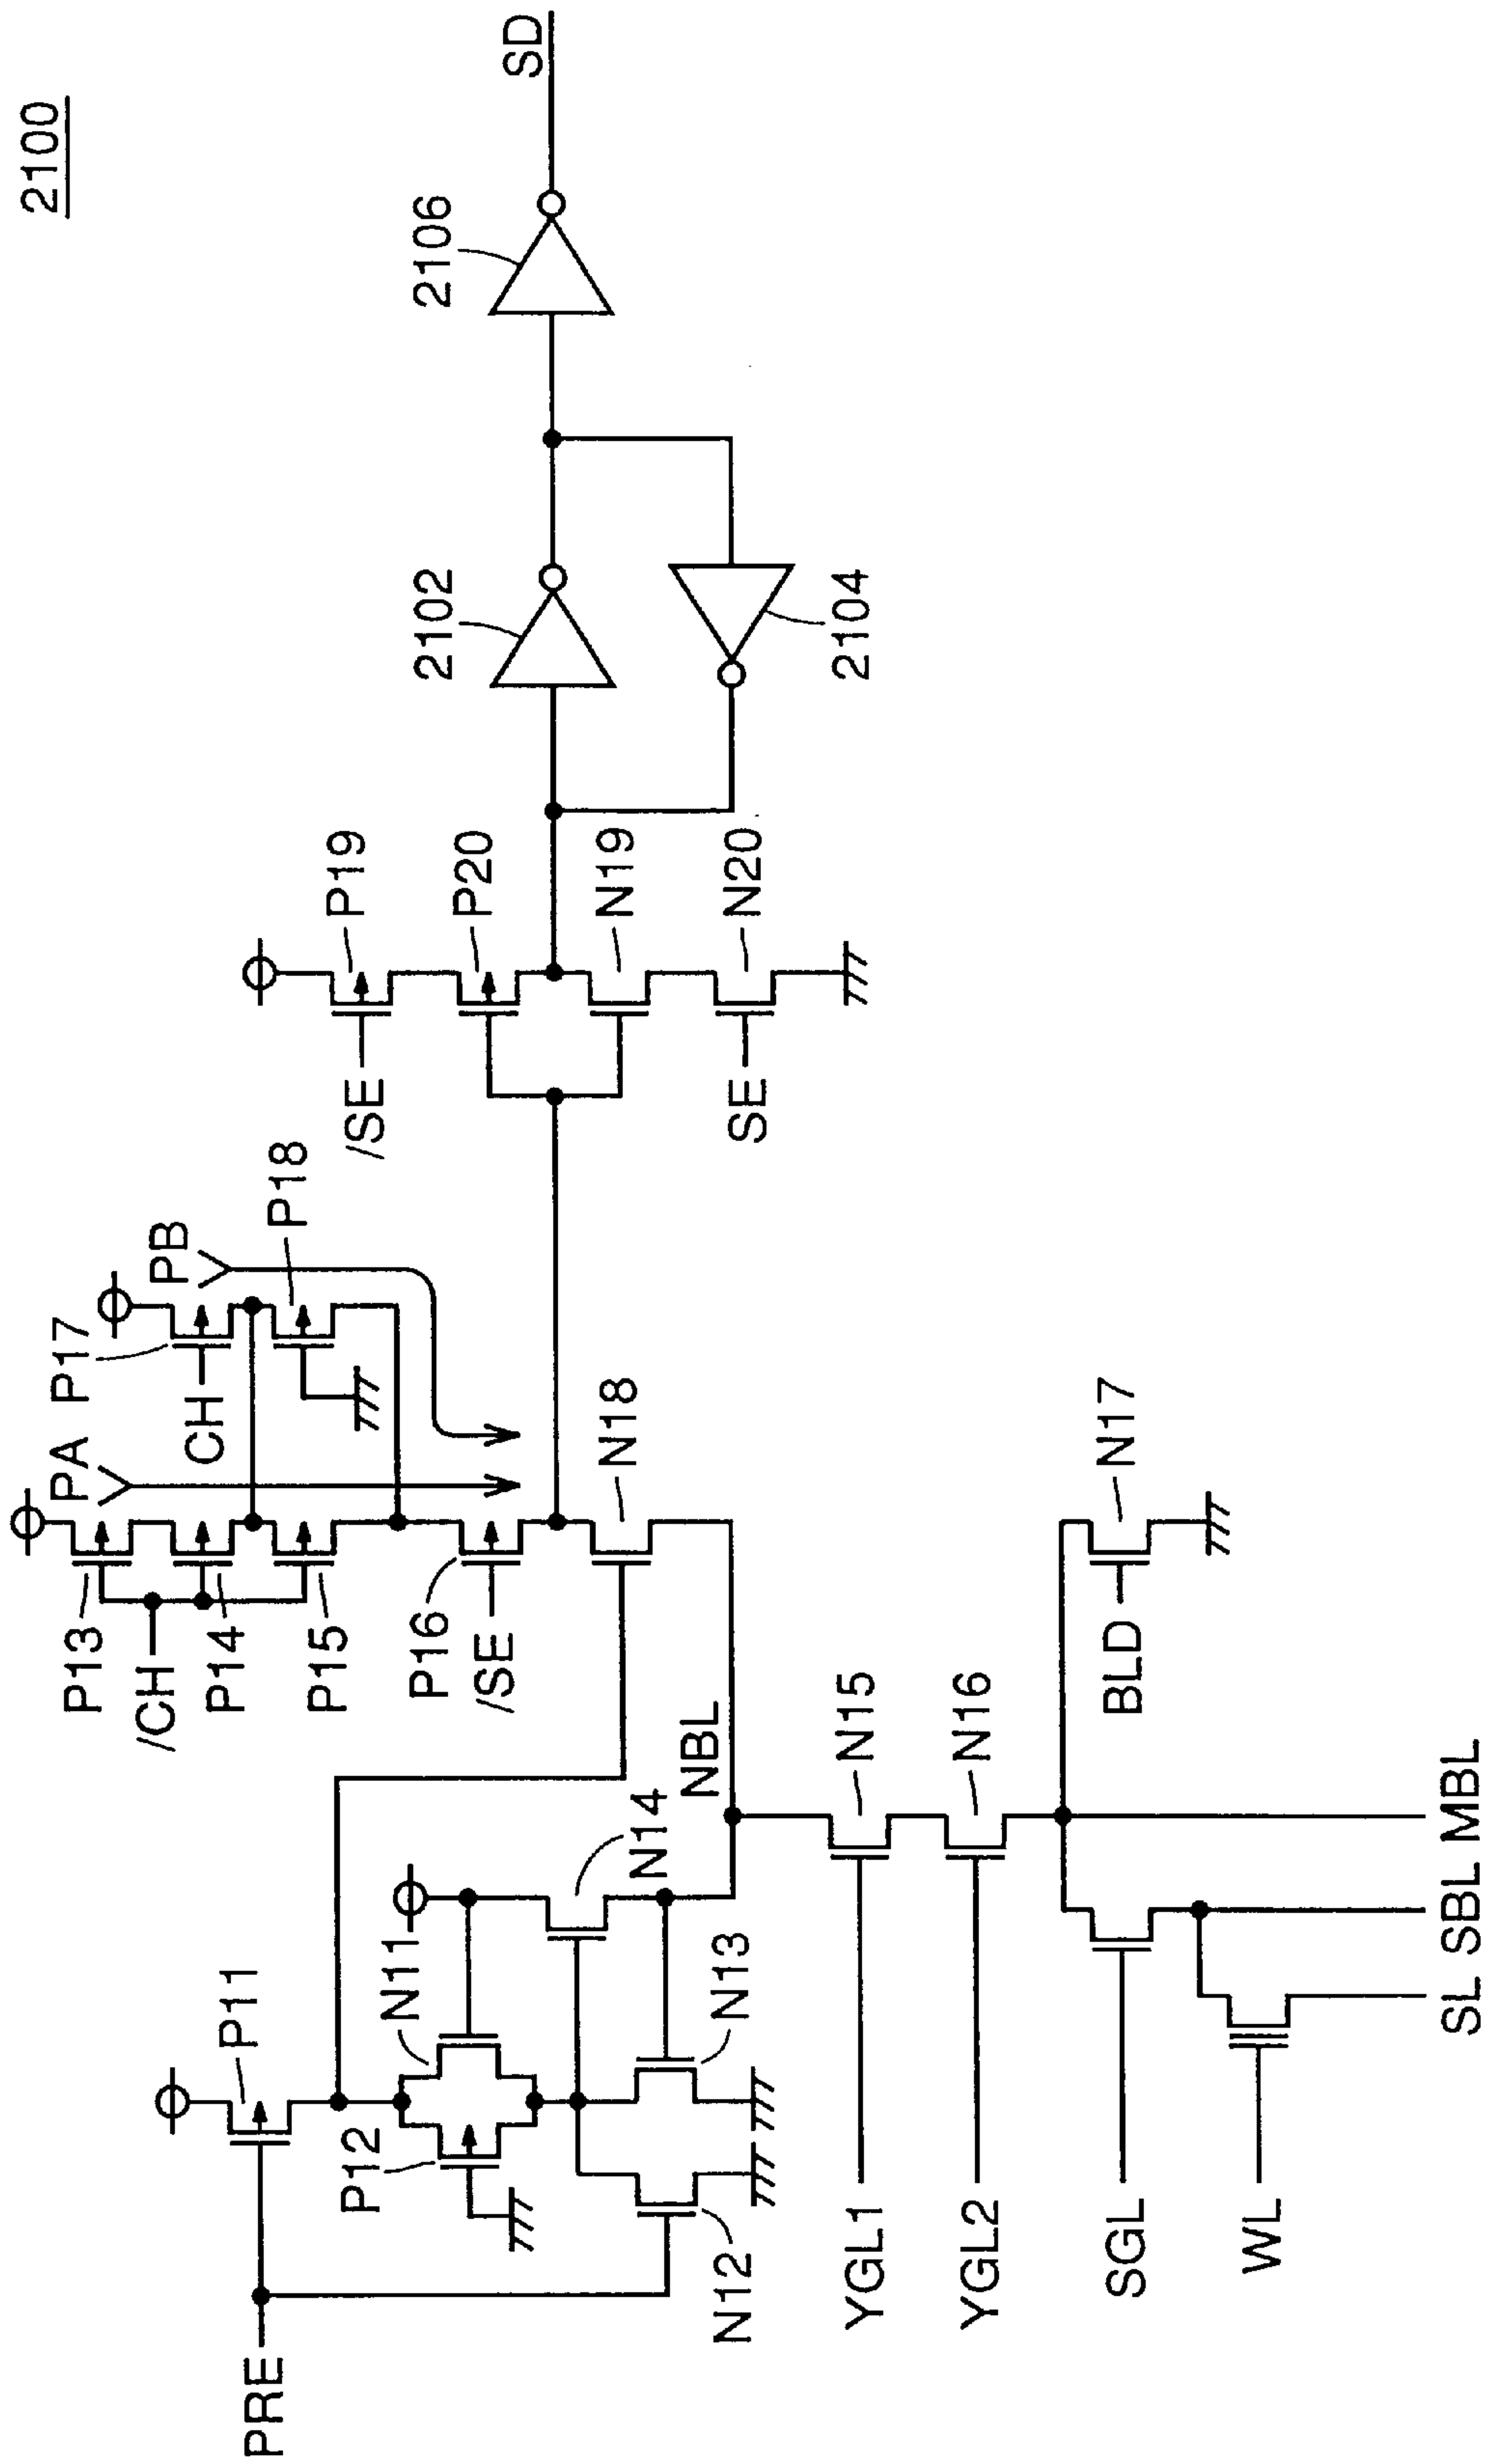 2100
PRE
P11
P12
N11
N12
N13
N14
NBL
P13
/CH
P14
P15
P16
/SE
PA
P17
CH
PB
P18
N18
/SE
P19
P20
N19
N20
SE
2102
2104
2106
SD
YGL1
N15
YGL2
N16
BLD
N17
SGL
WL
SL
SBL
MBL